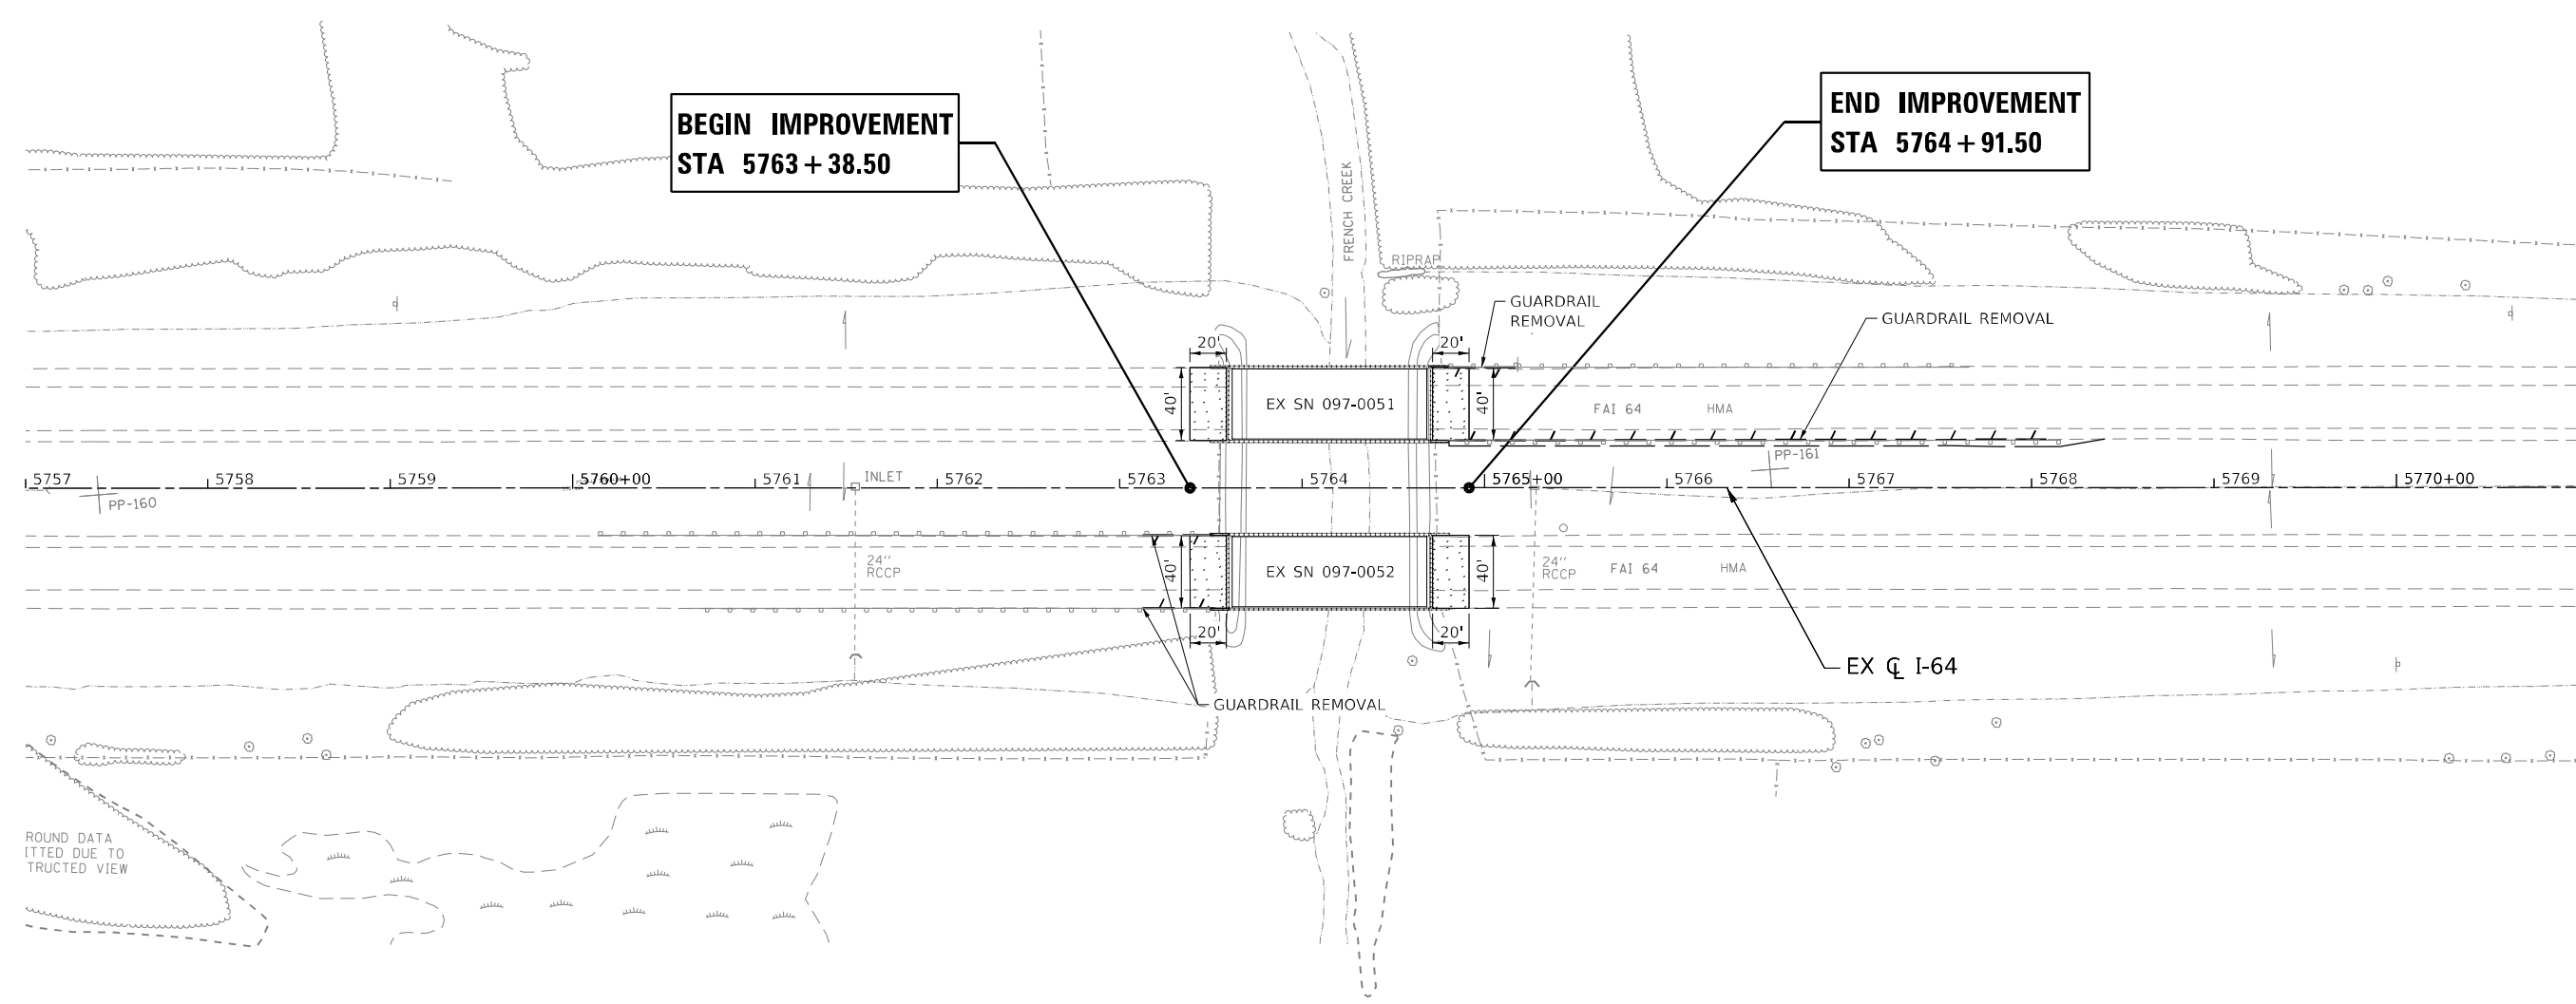 BEGIN IMPROVEMENT
STA 5763+38.50
END IMPROVEMENT
STA 5764+91.50
FRENCH CREEK
RIPRAP
GUARDRAIL
REMOVAL
GUARDRAIL REMOVAL
20'
20'
40'
EX SN 097-0051
40'
FAI 64 HMA
PP-161
5757 5758 5759 5760+00 5761 INLET 5762 5763 5764 5765+00 5766 5767 5768 5769 5770+00
PP-160
24''
RCCP
40'
EX SN 097-0052
40'
24''
RCCP
FAI 64 HMA
20'
20'
EX ℄ I-64
GUARDRAIL REMOVAL
ROUND DATA
ITTED DUE TO
TRUCTED VIEW